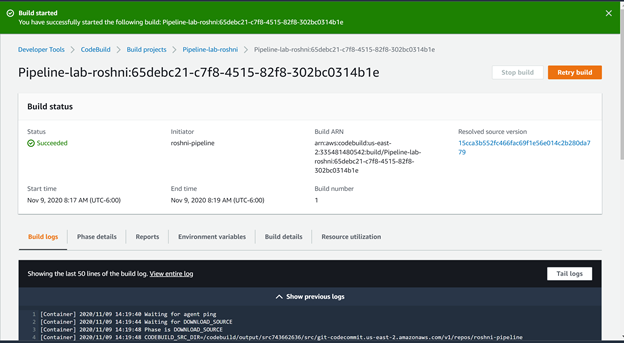 Build started
You have successfully started the following build: Pipeline-lab-roshni:65debc21-c7f8-4515-82f8-302bc0314b1e
Developer Tools > CodeBuild > Build projects > Pipeline-lab-roshni > Pipeline-lab-roshni:65debc21-c7f8-4515-82f8-302bc0314b1e
Pipeline-lab-roshni:65debc21-c7f8-4515-82f8-302bc0314b1e
Stop build
Retry build
Build status
Status
Succeeded
Initiator
roshni-pipeline
Build ARN
arn:aws:codebuild:us-east-
2:335481480542:build/Pipeline-lab-
roshni:65debc21-c7f8-4515-82f8-
302bc0314b1e
Resolved source version
15cca3b552fc466fac69f1e56e014c2b280da7
79
Start time
Nov 9, 2020 8:17 AM (UTC-6:00)
End time
Nov 9, 2020 8:19 AM (UTC-6:00)
Build number
1
Build logs
Phase details
Reports
Environment variables
Build details
Resource utilization
Showing the last 50 lines of the build log. View entire log
Tail logs
Show previous logs
1 [Container] 2020/11/09 14:19:40 Waiting for agent ping
2 [Container] 2020/11/09 14:19:44 Waiting for DOWNLOAD_SOURCE
3 [Container] 2020/11/09 14:19:48 Phase is DOWNLOAD_SOURCE
4 [Container] 2020/11/09 14:19:48 CODEBUILD_SRC_DIR=/codebuild/output/src743662636/src/git-codecommit.us-east-2.amazonaws.com/v1/repos/roshni-pipeline